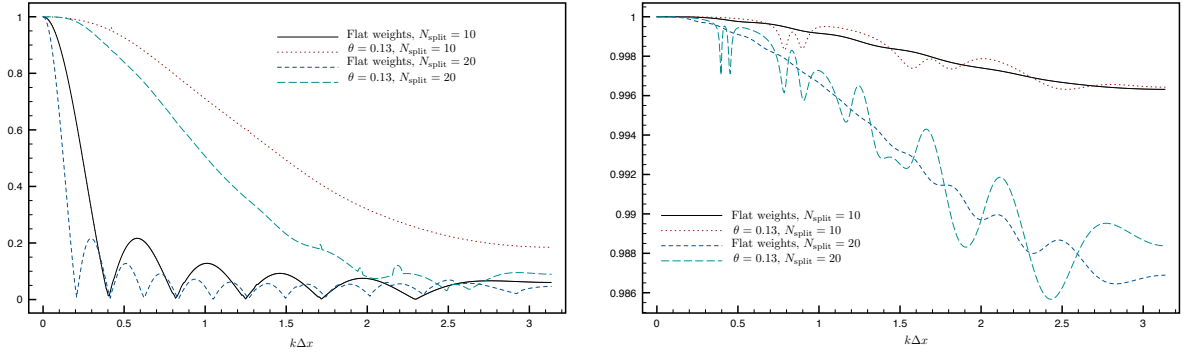 1
0.8
0.6
0.4
0.2
0
0
0.5
1
1.5
2
2.5
3
kΔx
Flat weights, N_split = 10
θ = 0.13, N_split = 10
Flat weights, N_split = 20
θ = 0.13, N_split = 20
1
0.998
0.996
0.994
0.992
0.99
0.988
0.986
0
0.5
1
1.5
2
2.5
3
kΔx
Flat weights, N_split = 10
θ = 0.13, N_split = 10
Flat weights, N_split = 20
θ = 0.13, N_split = 20